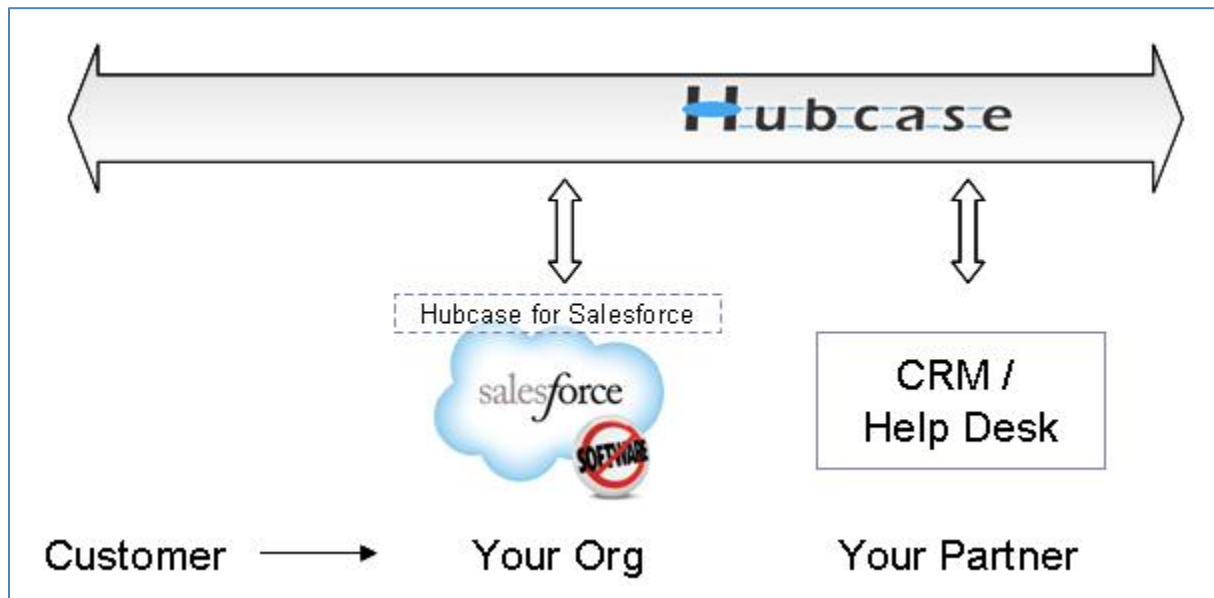 Hubcase
Hubcase for Salesforce
salesforce
SOFTWARE
CRM /
Help Desk
Customer
Your Org
Your Partner